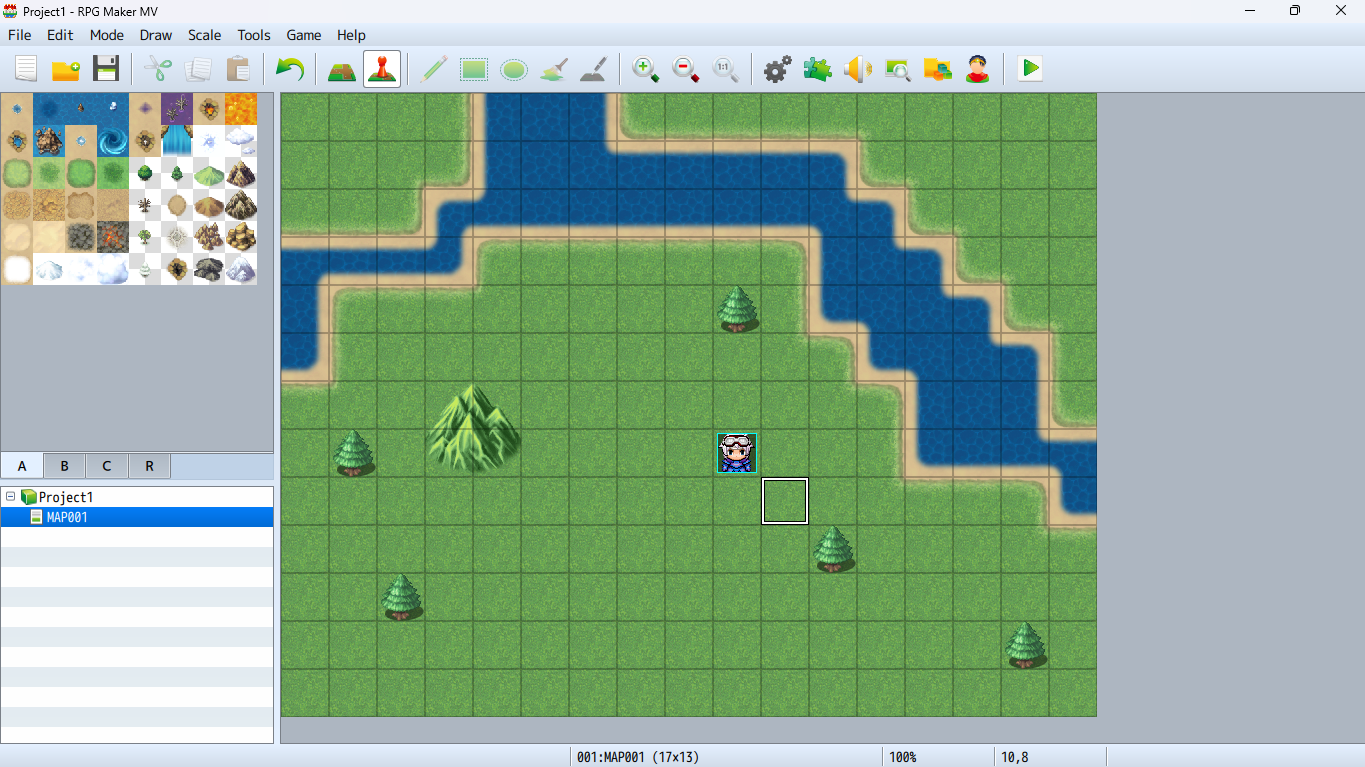 Project1 - RPG Maker MV
File Edit Mode Draw Scale Tools Game Help
1:1
A B C R
Project1
MAP001
001:MAP001 (17x13) 100% 10,8